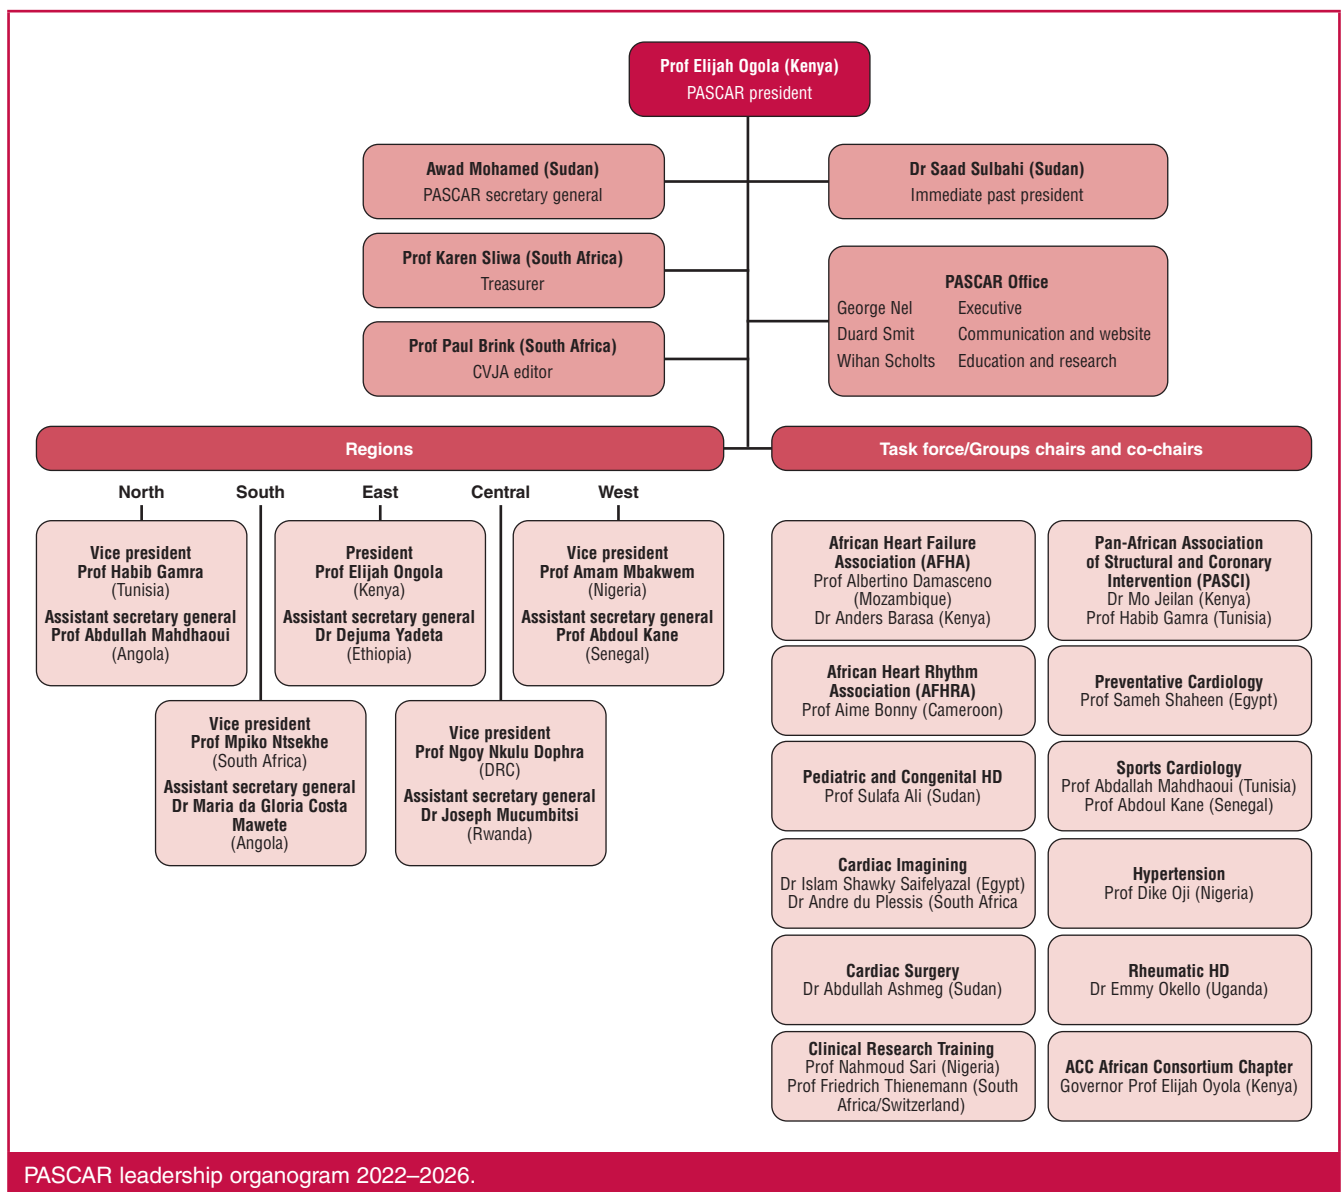 Prof Elijah Ogola (Kenya)
PASCAR president
Awad Mohamed (Sudan)
PASCAR secretary general
Dr Saad Sulbahi (Sudan)
Immediate past president
Prof Karen Sliwa (South Africa)
Treasurer
PASCAR Office
George Nel Executive
Duard Smit Communication and website
Wihan Scholts Education and research
Prof Paul Brink (South Africa)
CVJA editor
Regions
North South East Central West
Vice president
Prof Habib Gamra
(Tunisia)
Assistant secretary general
Prof Abdullah Mahdhaoui
(Angola)
President
Prof Elijah Ongola
(Kenya)
Assistant secretary general
Dr Dejuma Yadeta
(Ethiopia)
Vice president
Prof Amam Mbakwem
(Nigeria)
Assistant secretary general
Prof Abdoul Kane
(Senegal)
Vice president
Prof Mpiko Ntsekhe
(South Africa)
Assistant secretary general
Dr Maria da Gloria Costa
Mawete
(Angola)
Vice president
Prof Ngoy Nkulu Dophra
(DRC)
Assistant secretary general
Dr Joseph Mucumbitsi
(Rwanda)
Task force/Groups chairs and co-chairs
African Heart Failure
Association (AFHA)
Prof Albertino Damasceno
(Mozambique)
Dr Anders Barasa (Kenya)
Pan-African Association
of Structural and Coronary
Intervention (PASCI)
Dr Mo Jeilan (Kenya)
Prof Habib Gamra (Tunisia)
African Heart Rhythm
Association (AFHRA)
Prof Aime Bonny (Cameroon)
Preventative Cardiology
Prof Sameh Shaheen (Egypt)
Pediatric and Congenital HD
Prof Sulafa Ali (Sudan)
Sports Cardiology
Prof Abdallah Mahdhaoui (Tunisia)
Prof Abdoul Kane (Senegal)
Cardiac Imagining
Dr Islam Shawky Saifelyazal (Egypt)
Dr Andre du Plessis (South Africa
Hypertension
Prof Dike Oji (Nigeria)
Cardiac Surgery
Dr Abdullah Ashmeg (Sudan)
Rheumatic HD
Dr Emmy Okello (Uganda)
Clinical Research Training
Prof Nahmoud Sari (Nigeria)
Prof Friedrich Thienemann (South
Africa/Switzerland)
ACC African Consortium Chapter
Governor Prof Elijah Oyola (Kenya)
PASCAR leadership organogram 2022–2026.